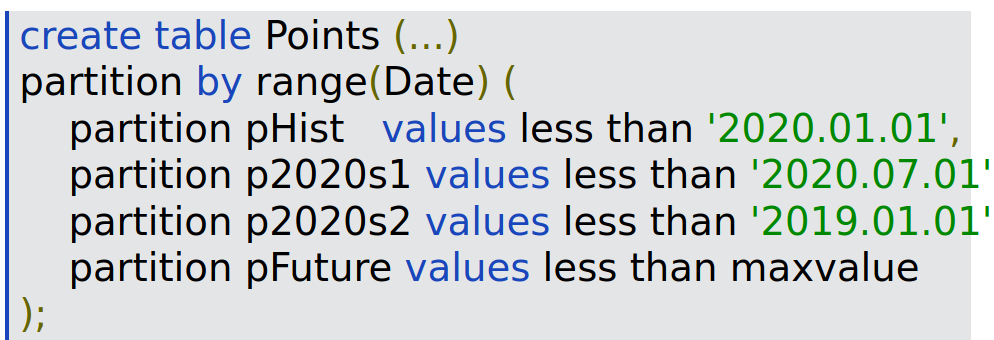 create table Points (...)
partition by range(Date) (
partition pHist values less than '2020.01.01',
partition p2020s1 values less than '2020.07.01'
partition p2020s2 values less than '2019.01.01'
partition pFuture values less than maxvalue
);